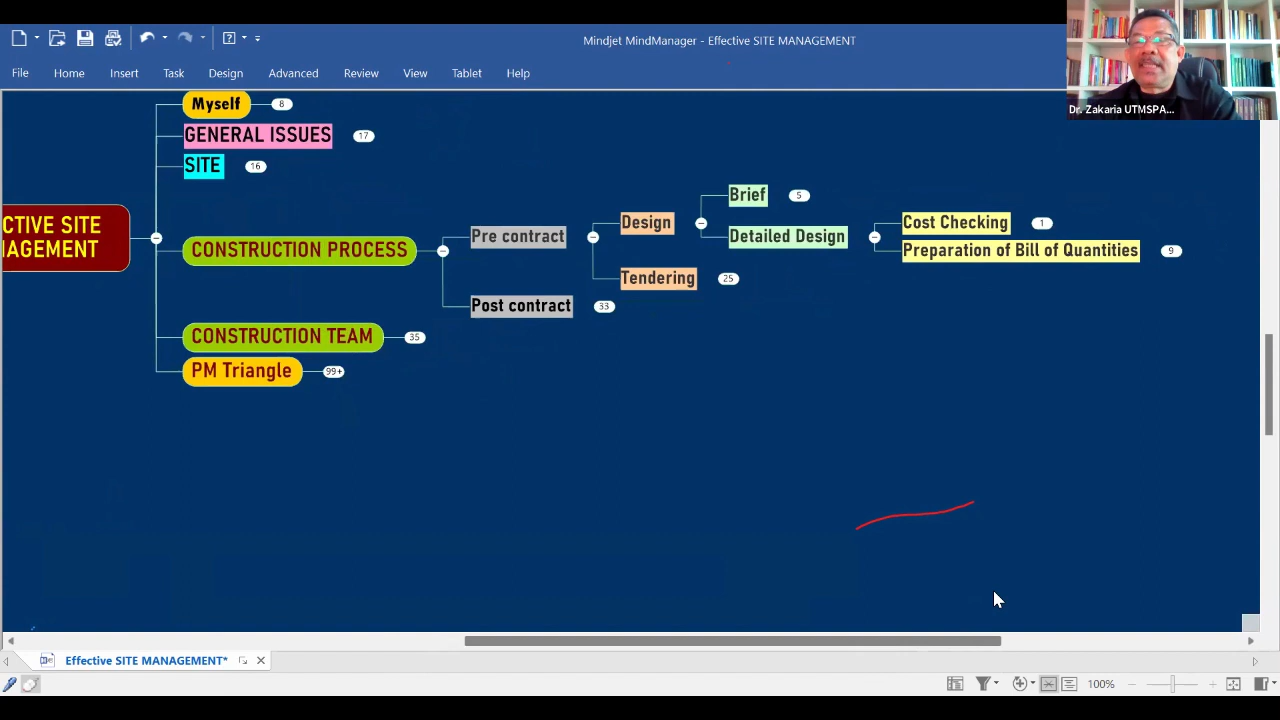 Mindjet MindManager - Effective SITE MANAGEMENT
File Home Insert Task Design Advanced Review View Tablet Help
Dr. Zakaria UTMSPA...
Myself 8
GENERAL ISSUES 17
SITE 16
CTIVE SITE
AGEMENT
CONSTRUCTION PROCESS
Pre contract
Design
Brief 5
Detailed Design
Cost Checking 1
Preparation of Bill of Quantities 9
Tendering 25
Post contract 33
CONSTRUCTION TEAM 35
PM Triangle 99+
Effective SITE MANAGEMENT*
100%